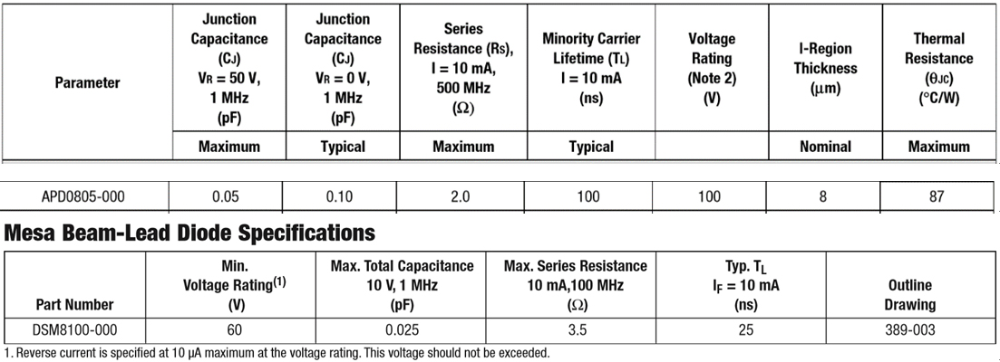 Parameter
Junction
Capacitance
(CJ)
VR = 50 V,
1 MHz
(pF)
Junction
Capacitance
(CJ)
VR = 0 V,
1 MHz
(pF)
Series
Resistance (RS),
I = 10 mA,
500 MHz
(Ω)
Minority Carrier
Lifetime (TL)
I = 10 mA
(ns)
Voltage
Rating
(Note 2)
(V)
I-Region
Thickness
(μm)
Thermal
Resistance
(θJC)
(°C/W)
Maximum Typical Maximum Typical Nominal Maximum
APD0805-000 0.05 0.10 2.0 100 100 8 87
Mesa Beam-Lead Diode Specifications
Part Number
Min.
Voltage Rating(1)
(V)
Max. Total Capacitance
10 V, 1 MHz
(pF)
Max. Series Resistance
10 mA,100 MHz
(Ω)
Typ. TL
IF = 10 mA
(ns)
Outline
Drawing
DSM8100-000 60 0.025 3.5 25 389-003
1. Reverse current is specified at 10 μA maximum at the voltage rating. This voltage should not be exceeded.